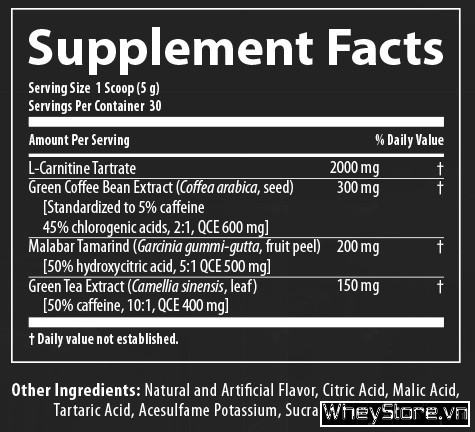 Supplement Facts
Serving Size 1 Scoop (5 g)
Servings Per Container 30
Amount Per Serving % Daily Value
L-Carnitine Tartrate 2000 mg †
Green Coffee Bean Extract (Coffea arabica, seed) 300 mg †
[Standardized to 5% caffeine
45% chlorogenic acids, 2:1, QCE 600 mg]
Malabar Tamarind (Garcinia gummi-gutta, fruit peel) 200 mg †
[50% hydroxycitric acid, 5:1 QCE 500 mg]
Green Tea Extract (Camellia sinensis, leaf) 150 mg †
[50% caffeine, 10:1, QCE 400 mg]
† Daily value not established.
Other Ingredients: Natural and Artificial Flavor, Citric Acid, Malic Acid,
Tartaric Acid, Acesulfame Potassium,
WheyStore.vn